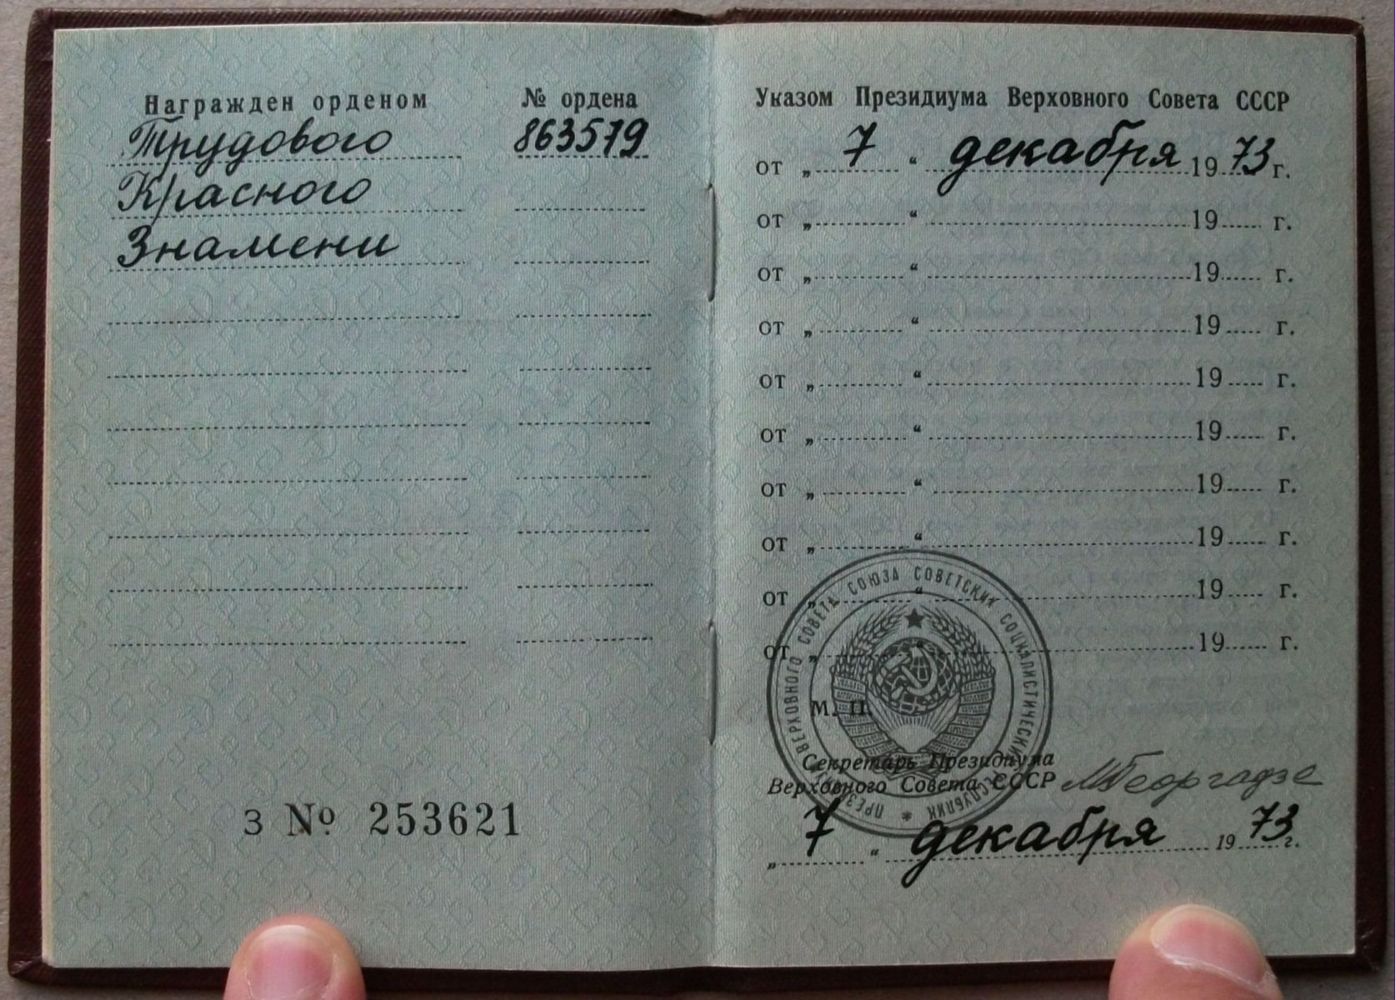 Награжден орденом
№ ордена
Трудового
863579
Красного
Знамени
З № 253621
Указом Президиума Верховного Совета СССР
от „ 7 “ декабря 1973 г.
от „ “ 19 г.
от „ “ 19 г.
от „ “ 19 г.
от „ “ 19 г.
от „ “ 19 г.
от „ “ 19 г.
от „ “ 19 г.
от „ “ 19 г.
от „ “ 19 г.
ПРЕЗИДИУМ ВЕРХОВНОГО СОВЕТА СОЮЗА СОВЕТСКИХ СОЦИАЛИСТИЧЕСКИХ РЕСПУБЛИК *
М. П.
Секретарь Президиума
Верховного Совета СССР МГеоргадзе
„ 7 “ декабря 1973 г.